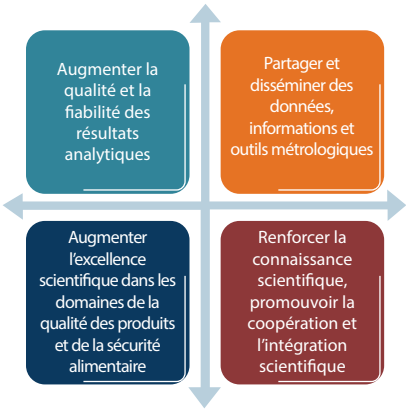 Augmenter la
qualité et la
fiabilité des
résultats
analytiques
Partager et
disséminer des
données,
informations et
outils métrologiques
Augmenter
l’excellence
scientifique dans les
domaines de la
qualité des produits
et de la sécurité
alimentaire
Renforcer la
connaissance
scientifique,
promouvoir la
coopération et
l’intégration
scientifique